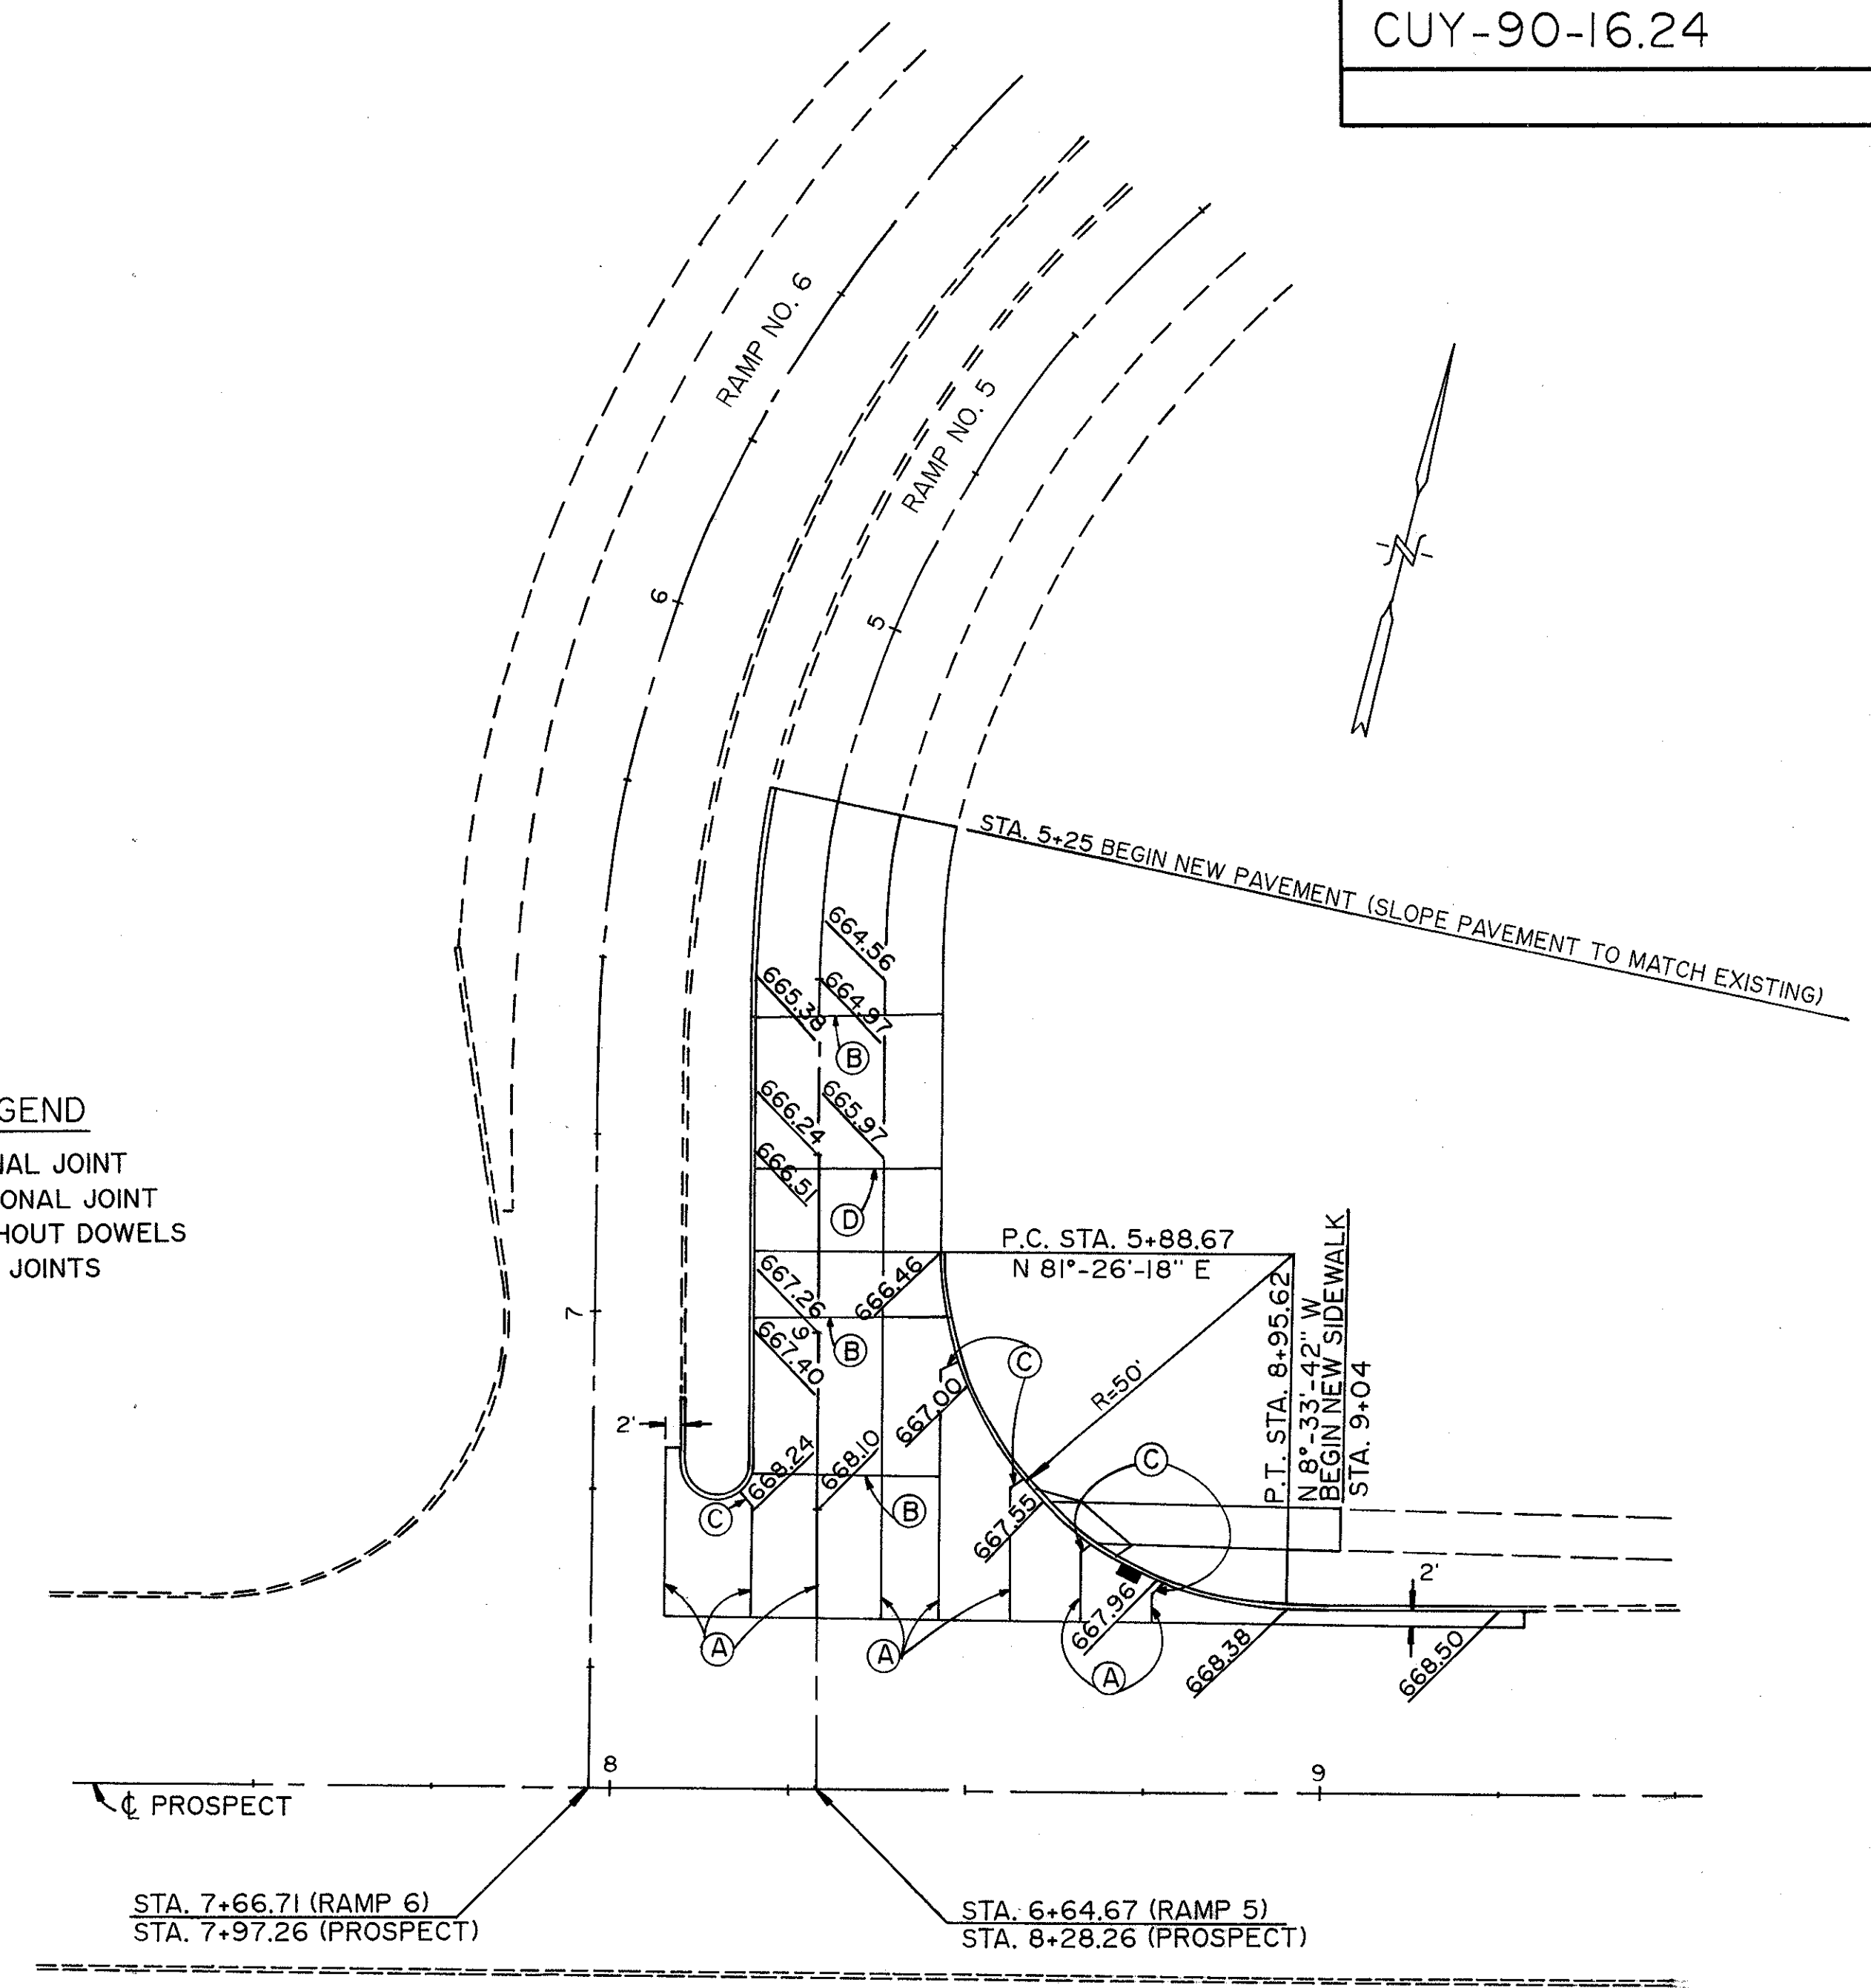 CUY-90-16.24
RAMP NO. 6
RAMP NO. 5
6
5
N
STA. 5+25 BEGIN NEW PAVEMENT (SLOPE PAVEMENT TO MATCH EXISTING)
664.56
665.38
664.97
B
666.24
665.97
666.51
D
GEND
NAL JOINT
ONAL JOINT
HOUT DOWELS
JOINTS
P.C. STA. 5+88.67
N 81°-26'-18" E
667.26
666.46
7
6
B
667.40
C
667.00
R=50'
P.T. STA. 8+95.62
N 8°-33'-42" W
BEGIN NEW SIDEWALK
STA. 9+04
2'
668.24
668.10
C
C
B
667.55
2'
667.96
A
A
A
668.38
668.50
8
9
℄ PROSPECT
STA. 7+66.71 (RAMP 6)
STA. 7+97.26 (PROSPECT)
STA. 6+64.67 (RAMP 5)
STA. 8+28.26 (PROSPECT)